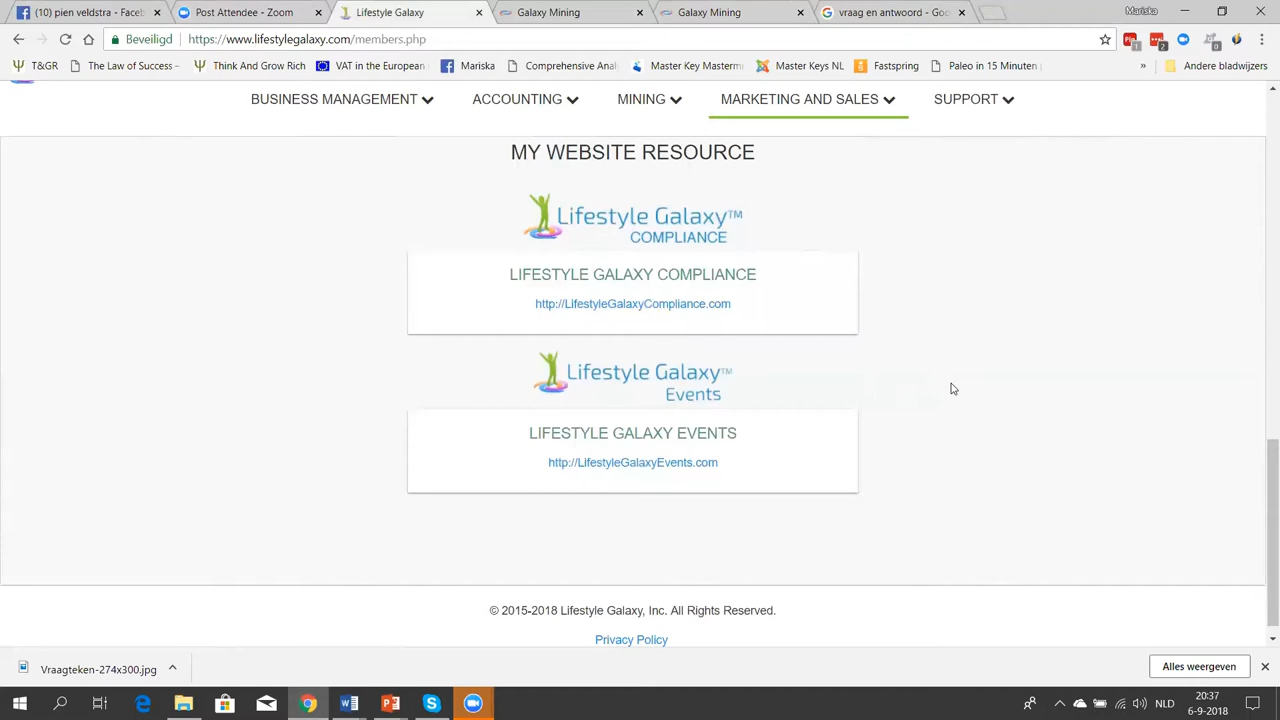 (10) pien veldstra - Faceb
Post Attendee - Zoom
Lifestyle Galaxy
Galaxy Mining
Galaxy Mining
vraag en antwoord - Goo
Mariska
Beveiligd
https://www.lifestylegalaxy.com/members.php
T&GR
The Law of Success –
Think And Grow Rich
VAT in the European
Mariska
Comprehensive Anal
Master Key Masterm
Master Keys NL
Fastspring
Paleo in 15 Minuten
»
Andere bladwijzers
BUSINESS MANAGEMENT
ACCOUNTING
MINING
MARKETING AND SALES
SUPPORT
MY WEBSITE RESOURCE
Lifestyle Galaxy™
COMPLIANCE
LIFESTYLE GALAXY COMPLIANCE
http://LifestyleGalaxyCompliance.com
Lifestyle Galaxy™
Events
LIFESTYLE GALAXY EVENTS
http://LifestyleGalaxyEvents.com
© 2015-2018 Lifestyle Galaxy, Inc. All Rights Reserved.
Privacy Policy
Vraagteken-274x300.jpg
Alles weergeven
NLD
20:37
6-9-2018